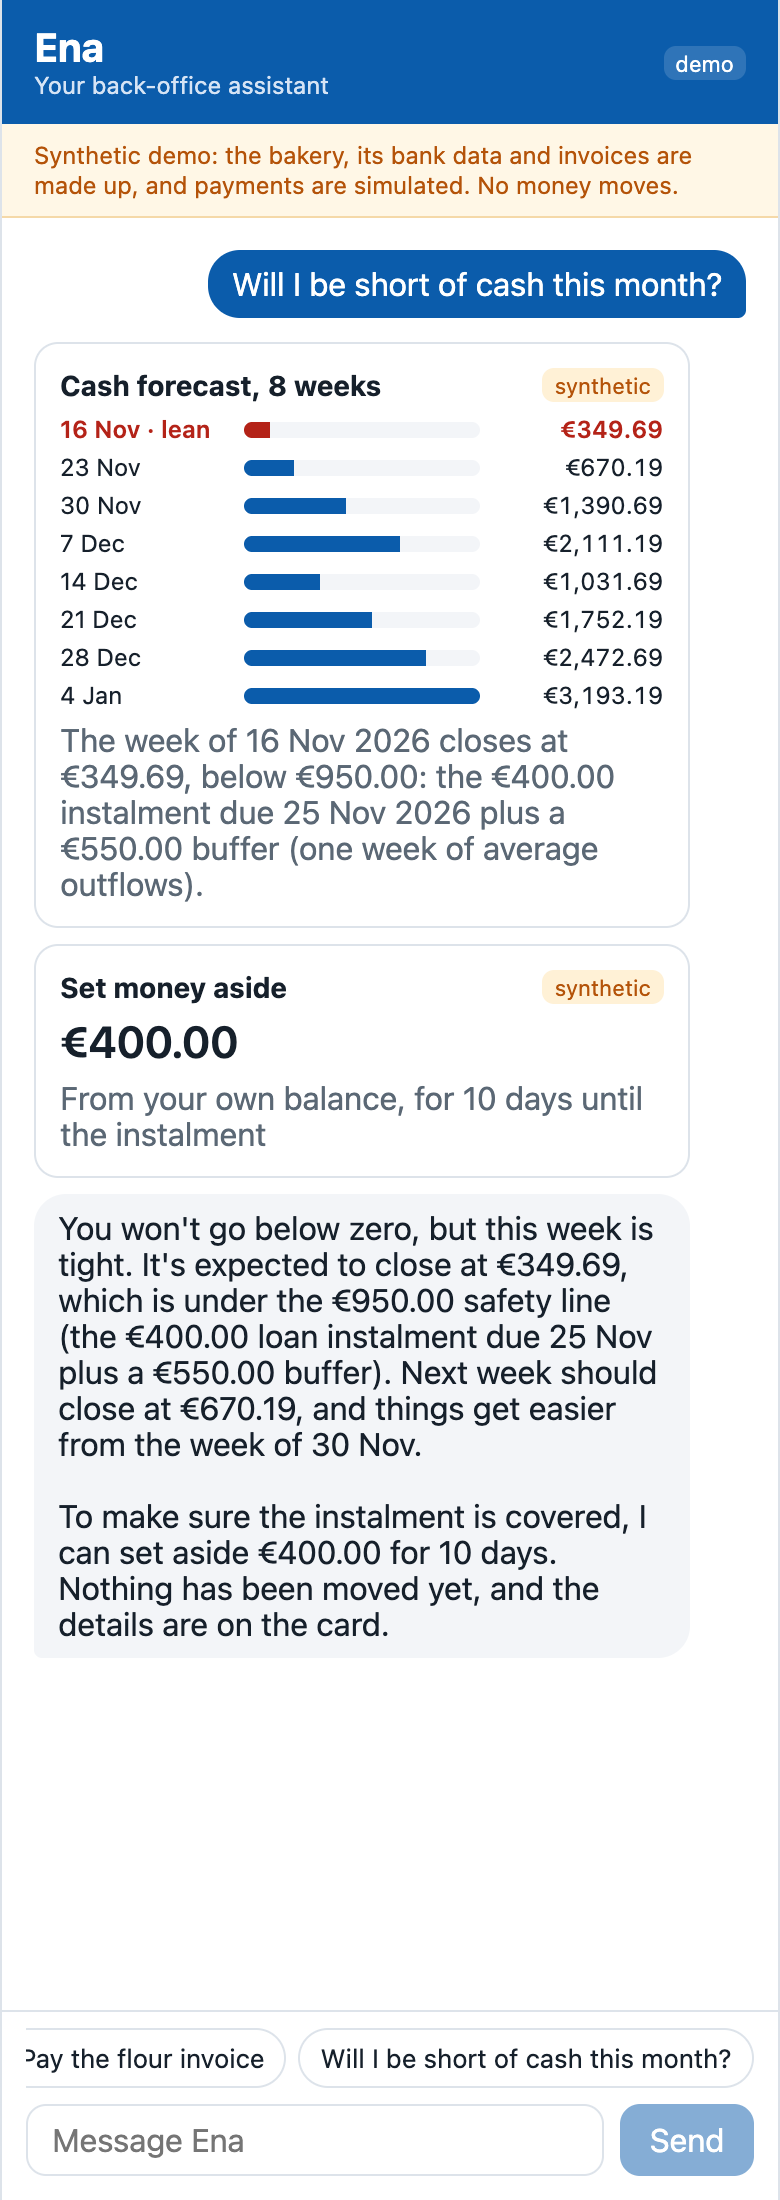 Ena
Your back-office assistant
demo
Synthetic demo: the bakery, its bank data and invoices are
made up, and payments are simulated. No money moves.
Will I be short of cash this month?
Cash forecast, 8 weeks
synthetic
16 Nov · lean €349.69
23 Nov €670.19
30 Nov €1,390.69
7 Dec €2,111.19
14 Dec €1,031.69
21 Dec €1,752.19
28 Dec €2,472.69
4 Jan €3,193.19
The week of 16 Nov 2026 closes at
€349.69, below €950.00: the €400.00
instalment due 25 Nov 2026 plus a
€550.00 buffer (one week of average
outflows).
Set money aside
synthetic
€400.00
From your own balance, for 10 days until
the instalment
You won't go below zero, but this week is
tight. It's expected to close at €349.69,
which is under the €950.00 safety line
(the €400.00 loan instalment due 25 Nov
plus a €550.00 buffer). Next week should
close at €670.19, and things get easier
from the week of 30 Nov.
To make sure the instalment is covered, I
can set aside €400.00 for 10 days.
Nothing has been moved yet, and the
details are on the card.
Pay the flour invoice
Will I be short of cash this month?
Message Ena
Send